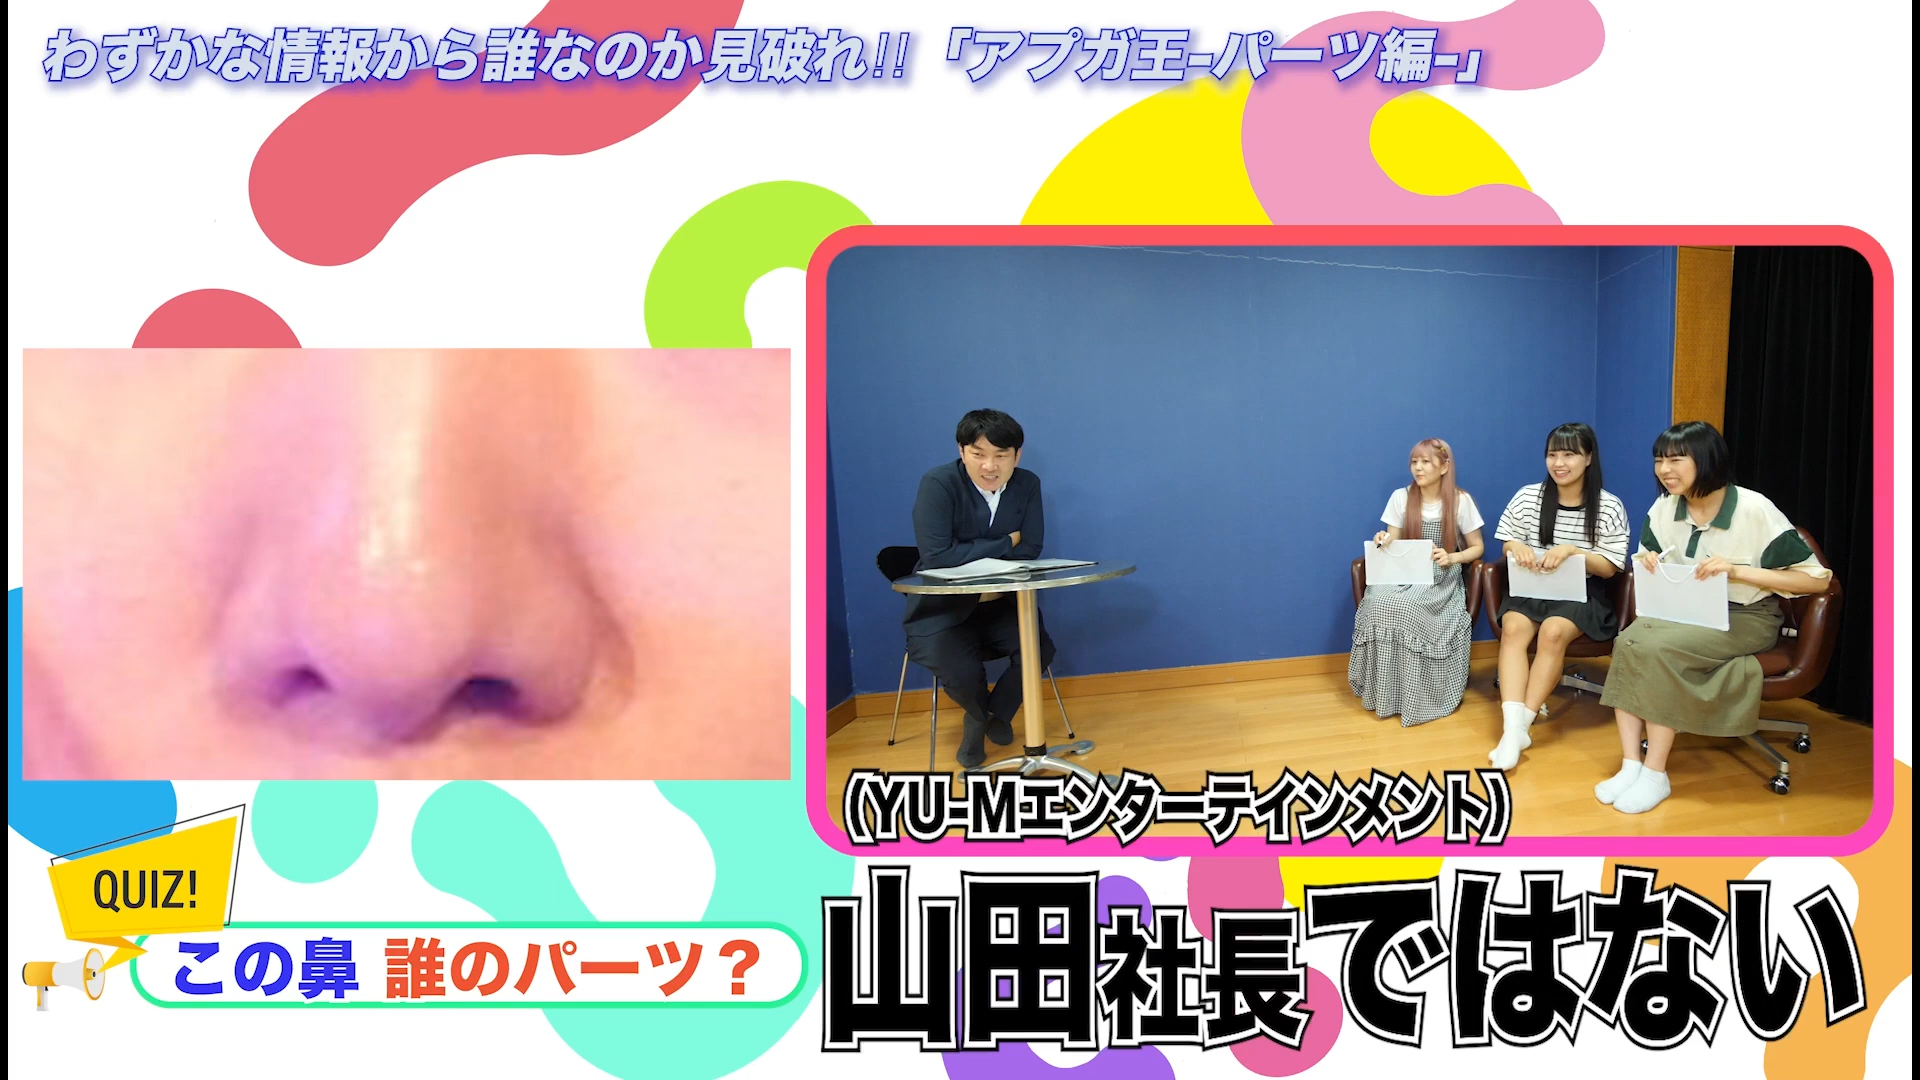 わずかな情報から誰なのか見破れ!!「アプガ王-パーツ編-」
QUIZ!
この鼻 誰のパーツ？
（YU-Mエンターテインメント）
山田社長ではない